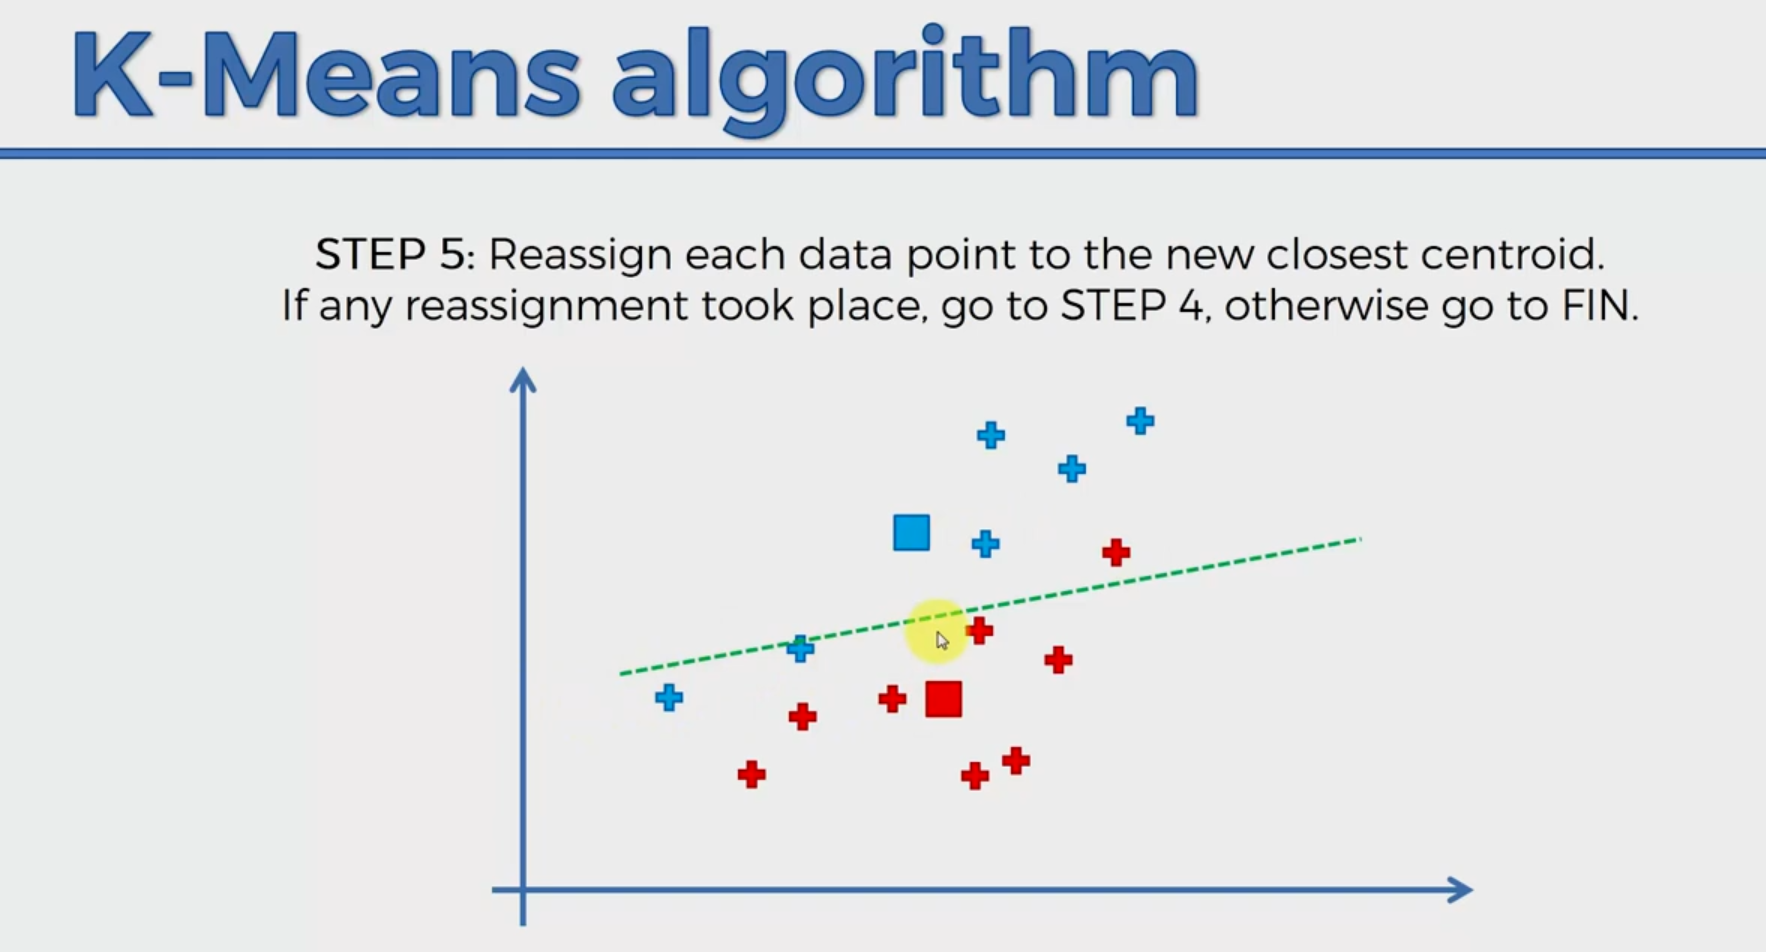 K-Means algorithm
STEP 5: Reassign each data point to the new closest centroid.
If any reassignment took place, go to STEP 4, otherwise go to FIN.